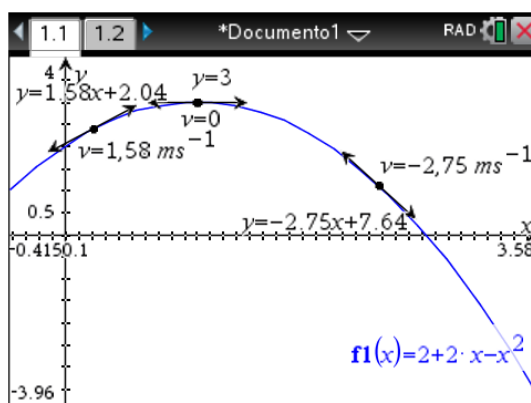 1.1 1.2 *Documento1 RAD
4 y
y=3
y=1.58x+2.04
v=0
v=1,58 ms⁻¹
v=−2,75 ms⁻¹
0.5
y=−2.75x+7.64
x
-0.415 0.1 3.58
f1(x)=2+2·x−x²
-3.96